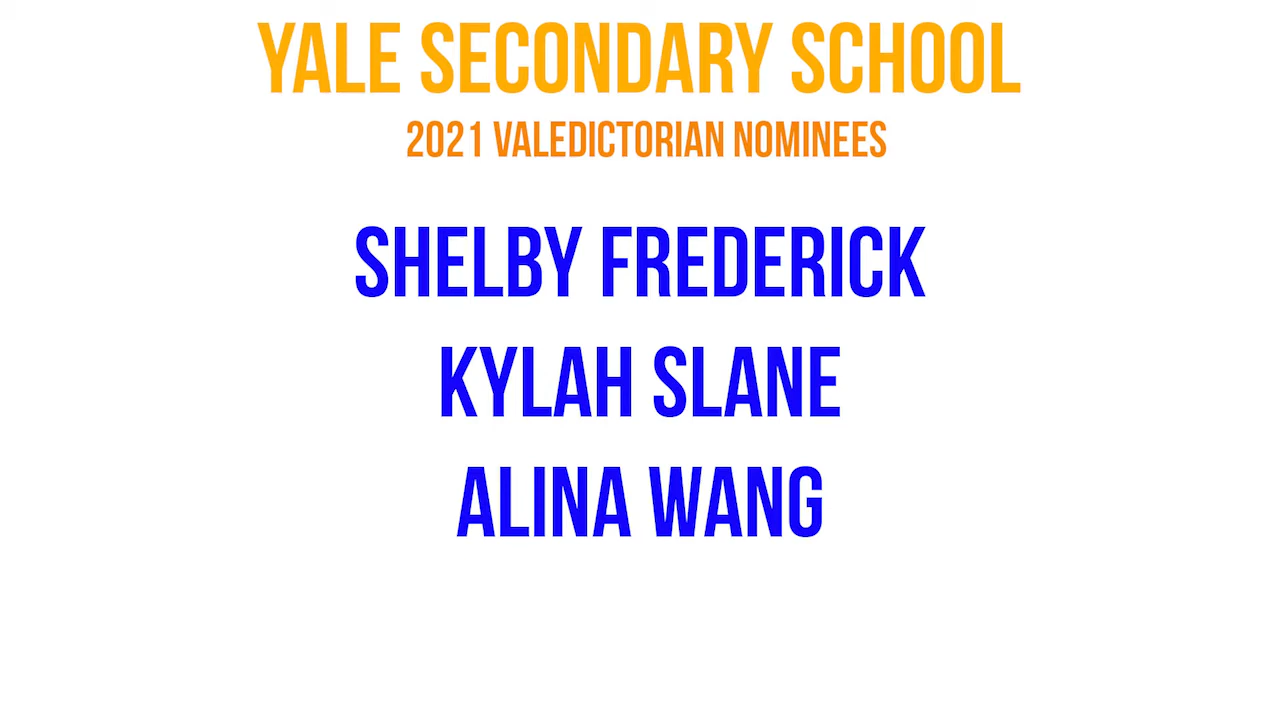 YALE SECONDARY SCHOOL
2021 VALEDICTORIAN NOMINEES
SHELBY FREDERICK
KYLAH SLANE
ALINA WANG